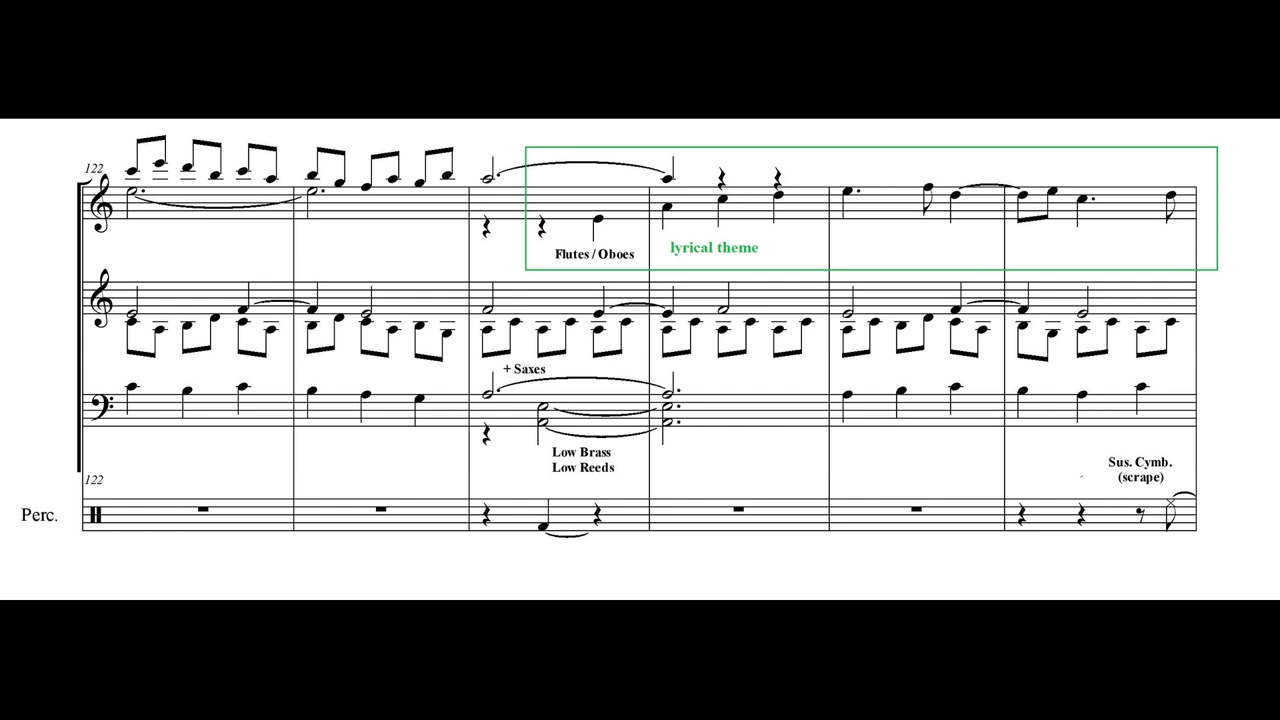 122
Flutes / Oboes
lyrical theme
+ Saxes
Low Brass
Low Reeds
122
Sus. Cymb.
(scrape)
Perc.